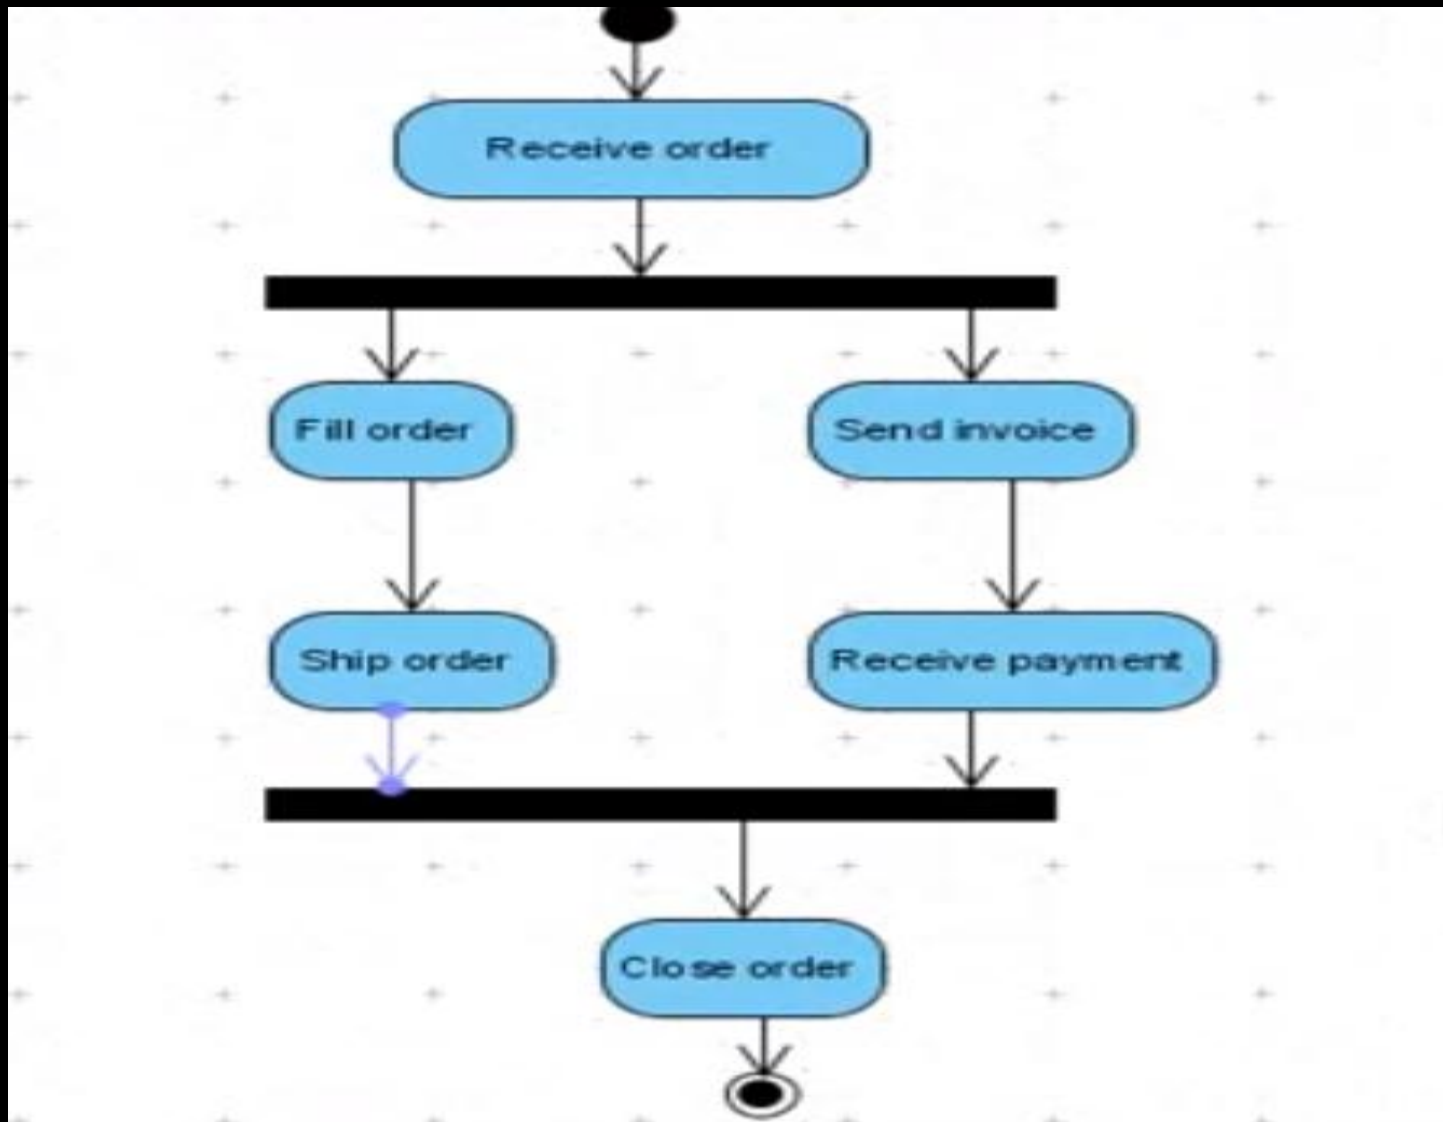 Receive order
Fill order
Send invoice
Ship order
Receive payment
Close order